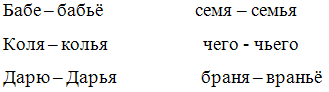 Бабе – бабьё семя – семья
Коля – колья чего - чьего
Дарю – Дарья браня – враньё